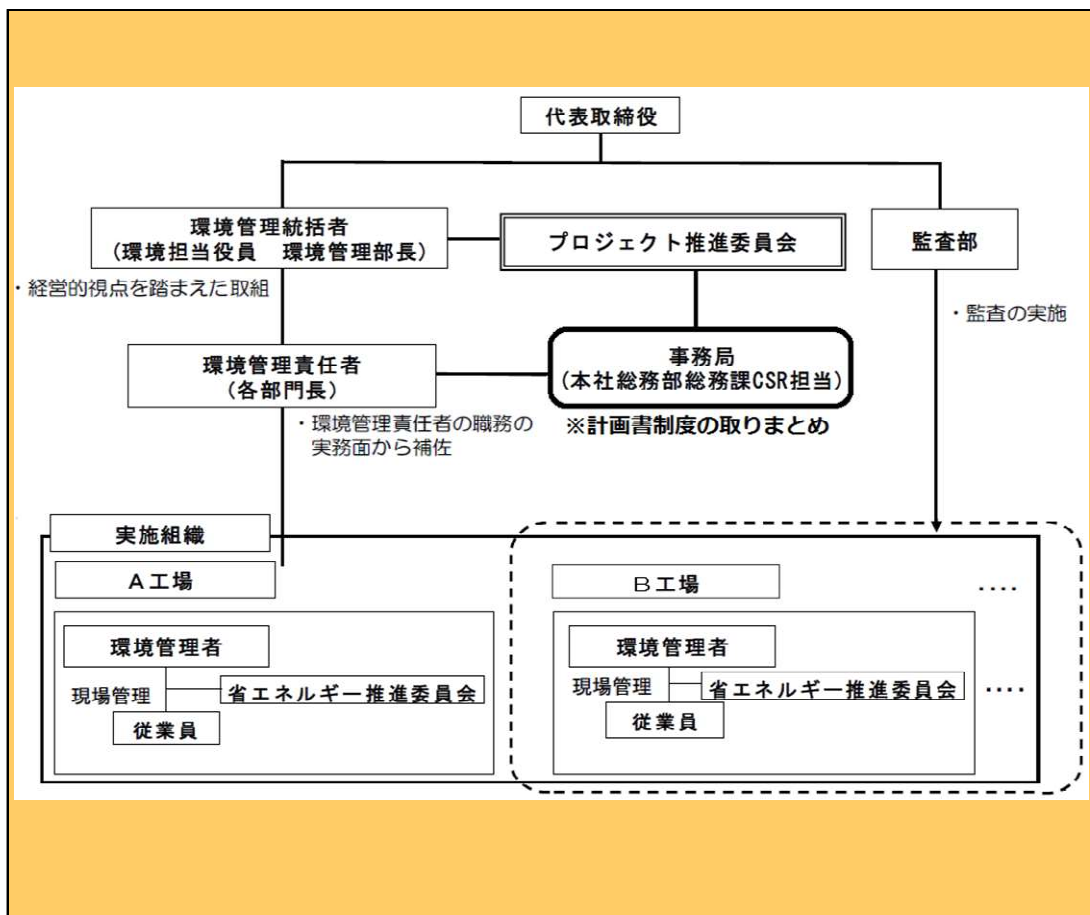 代表取締役
環境管理統括者
（環境担当役員　環境管理部長）
プロジェクト推進委員会
監査部
・経営的視点を踏まえた取組
・監査の実施
環境管理責任者
（各部門長）
事務局
（本社総務部総務課CSR担当）
・環境管理責任者の職務の
実務面から補佐
※計画書制度の取りまとめ
実施組織
Ａ工場
環境管理者
現場管理
省エネルギー推進委員会
従業員
Ｂ工場
‥‥
環境管理者
現場管理
省エネルギー推進委員会
‥‥
従業員